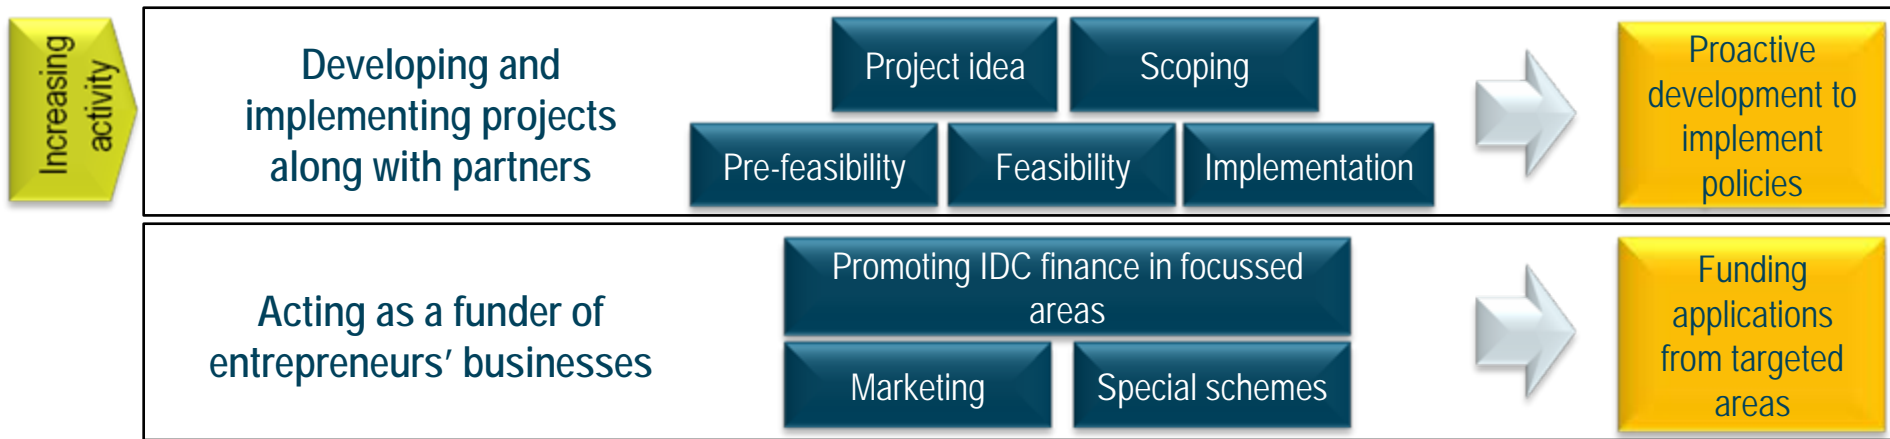 Increasing
activity
Developing and
implementing projects
along with partners
Project idea
Scoping
Pre-feasibility
Feasibility
Implementation
Proactive
development to
implement
policies
Acting as a funder of
entrepreneurs’ businesses
Promoting IDC finance in focussed
areas
Marketing
Special schemes
Funding
applications
from targeted
areas